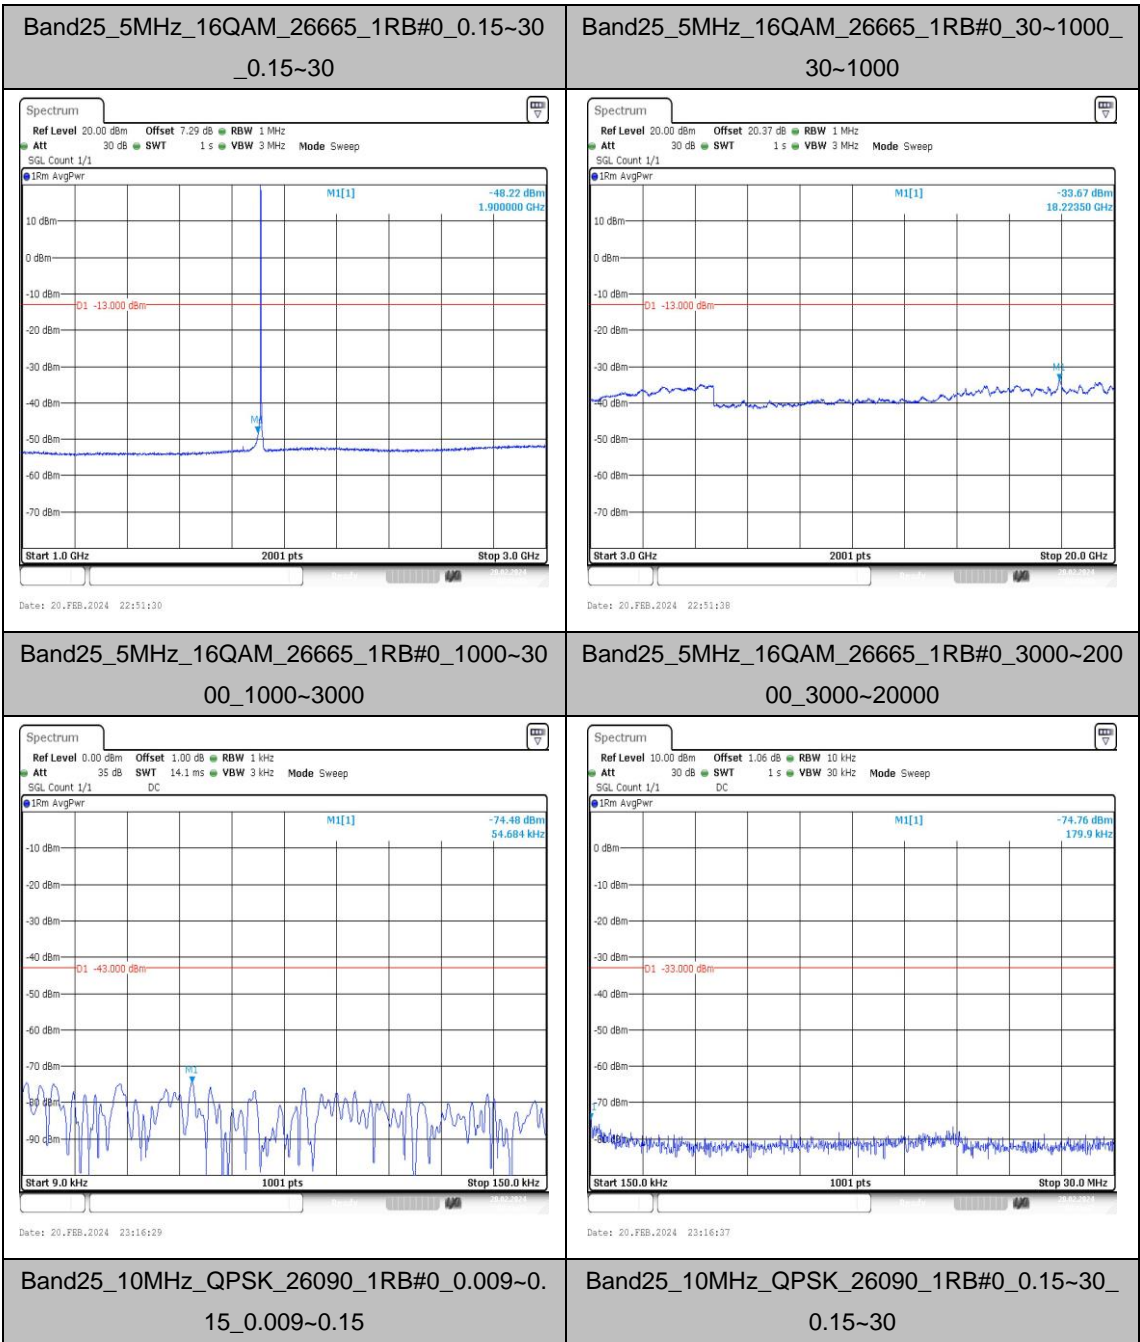 Band25_5MHz_16QAM_26665_1RB#0_0.15~30
_0.15~30
Band25_5MHz_16QAM_26665_1RB#0_30~1000_
30~1000
Spectrum
Ref Level 20.00 dBm Offset 7.29 dB RBW 1 MHz
Att 30 dB SWT 1 s VBW 3 MHz Mode Sweep
SGL Count 1/1
1Rm AvgPwr
M1[1] -48.22 dBm
1.900000 GHz
10 dBm
0 dBm
-10 dBm
D1 -13.000 dBm
-20 dBm
-30 dBm
-40 dBm
-50 dBm
-60 dBm
-70 dBm
Start 1.0 GHz 2001 pts Stop 3.0 GHz
Date: 20.FEB.2024 22:51:30
Spectrum
Ref Level 20.00 dBm Offset 20.37 dB RBW 1 MHz
Att 30 dB SWT 1 s VBW 3 MHz Mode Sweep
SGL Count 1/1
1Rm AvgPwr
M1[1] -33.67 dBm
18.22350 GHz
10 dBm
0 dBm
-10 dBm
D1 -13.000 dBm
-20 dBm
-30 dBm
M1
-40 dBm
-50 dBm
-60 dBm
-70 dBm
Start 3.0 GHz 2001 pts Stop 20.0 GHz
Date: 20.FEB.2024 22:51:38
Band25_5MHz_16QAM_26665_1RB#0_1000~30
00_1000~3000
Band25_5MHz_16QAM_26665_1RB#0_3000~200
00_3000~20000
Spectrum
Ref Level 0.00 dBm Offset 1.00 dB RBW 1 kHz
Att 35 dB SWT 14.1 ms VBW 3 kHz Mode Sweep
SGL Count 1/1 DC
1Rm AvgPwr
M1[1] -74.48 dBm
54.684 kHz
-10 dBm
-20 dBm
-30 dBm
-40 dBm
D1 -43.000 dBm
-50 dBm
-60 dBm
-70 dBm
M1
-80 dBm
-90 dBm
Start 9.0 kHz 1001 pts Stop 150.0 kHz
Date: 20.FEB.2024 23:16:29
Spectrum
Ref Level 10.00 dBm Offset 1.06 dB RBW 10 kHz
Att 30 dB SWT 1 s VBW 30 kHz Mode Sweep
SGL Count 1/1 DC
1Rm AvgPwr
M1[1] -74.76 dBm
179.9 kHz
0 dBm
-10 dBm
-20 dBm
-30 dBm
D1 -33.000 dBm
-40 dBm
-50 dBm
-60 dBm
-70 dBm
-80 dBm
Start 150.0 kHz 1001 pts Stop 30.0 MHz
Date: 20.FEB.2024 23:16:37
Band25_10MHz_QPSK_26090_1RB#0_0.009~0.
15_0.009~0.15
Band25_10MHz_QPSK_26090_1RB#0_0.15~30_
0.15~30